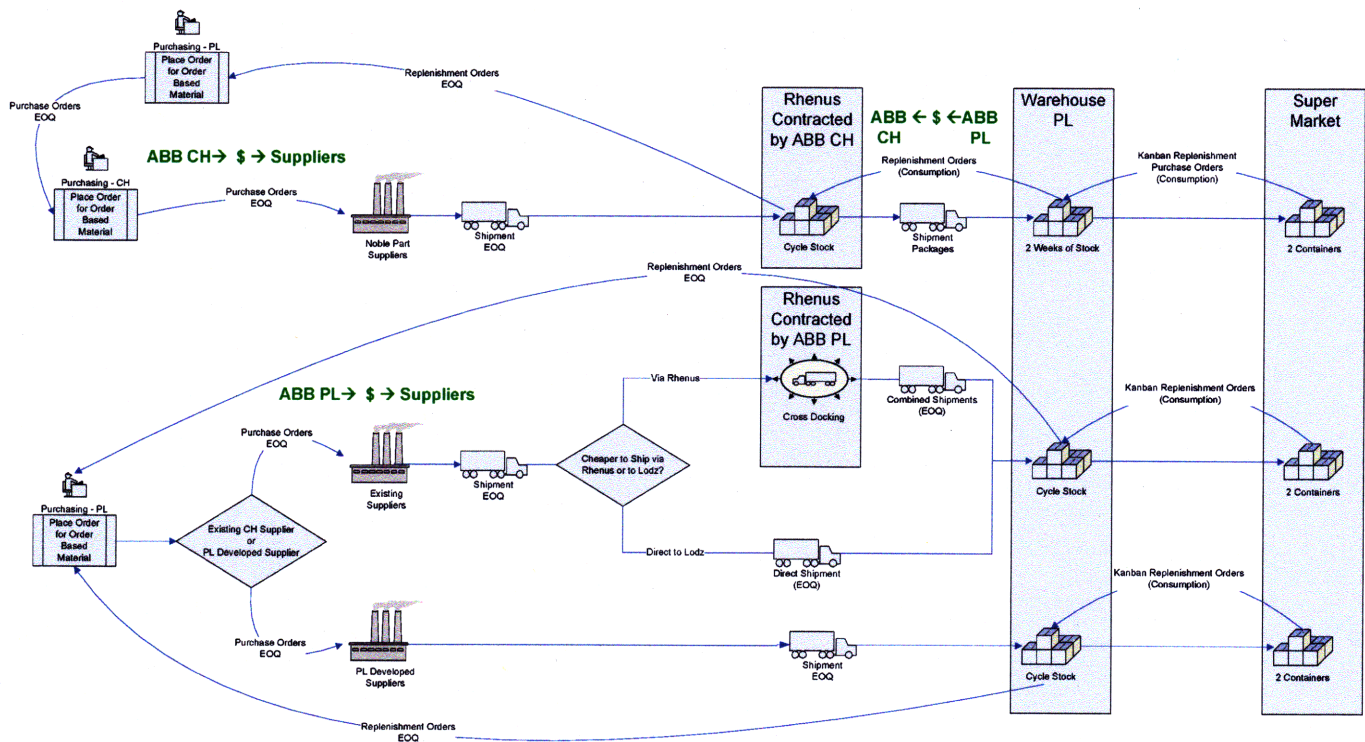 Purchasing - PL
Place Order
for Order
Based
Material
Replenishment Orders
EOQ
Purchase Orders
EOQ
ABB CH→ $ → Suppliers
Purchasing - CH
Place Order
for Order
Based
Material
Purchase Orders
EOQ
Noble Part
Suppliers
Shipment
EOQ
Rhenus
Contracted
by ABB CH
Cycle Stock
ABB ← $ ←ABB
CH PL
Replenishment Orders
(Consumption)
Shipment
Packages
Warehouse
PL
2 Weeks of Stock
Kanban Replenishment
Purchase Orders
(Consumption)
Super
Market
2 Containers
Replenishment Orders
EOQ
Rhenus
Contracted
by ABB PL
Cross Docking
ABB PL→ $ → Suppliers
Purchase Orders
EOQ
Existing
Suppliers
Shipment
EOQ
Cheaper to Ship via
Rhenus or to Lodz?
Via Rhenus
Combined Shipments
(EOQ)
Direct to Lodz
Direct Shipment
(EOQ)
Cycle Stock
Kanban Replenishment Orders
(Consumption)
2 Containers
Purchasing - PL
Place Order
for Order
Based
Material
Existing CH Supplier
or
PL Developed Supplier
Purchase Orders
EOQ
PL Developed
Suppliers
Shipment
EOQ
Cycle Stock
Kanban Replenishment Orders
(Consumption)
2 Containers
Replenishment Orders
EOQ